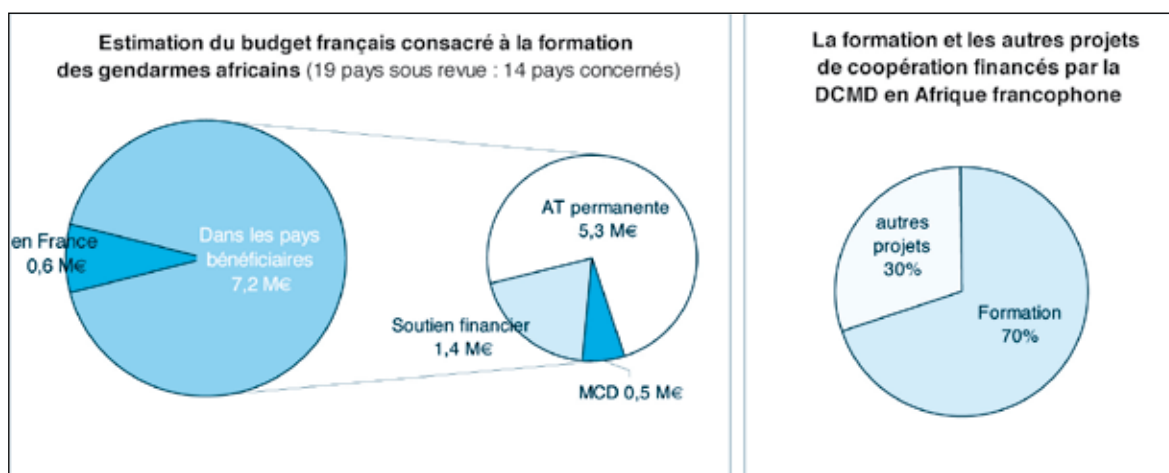 Estimation du budget français consacré à la formation
des gendarmes africains (19 pays sous revue : 14 pays concernés)
en France
0,6 M€
Dans les pays
bénéficiaires
7,2 M€
AT permanente
5,3 M€
Soutien financier
1,4 M€
MCD 0,5 M€
La formation et les autres projets
de coopération financés par la
DCMD en Afrique francophone
autres
projets
30%
Formation
70%